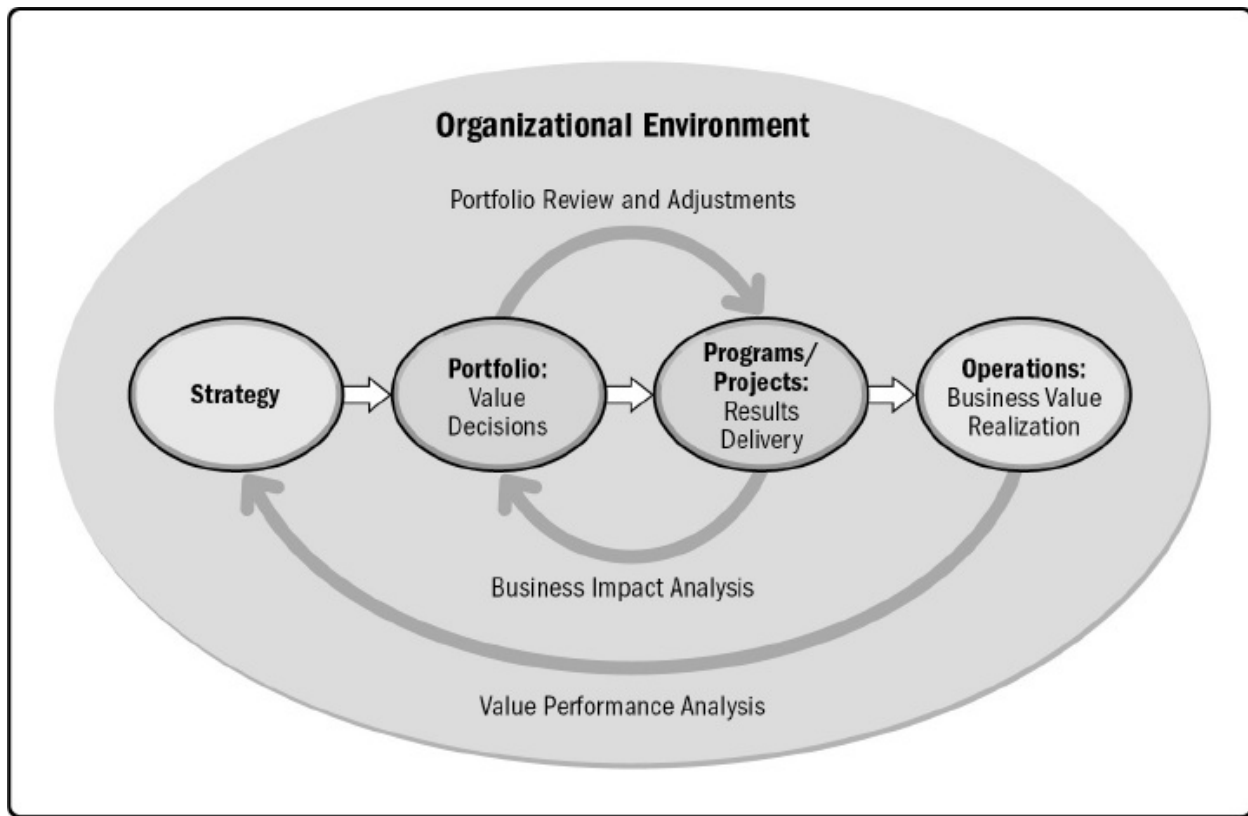 Organizational Environment
Portfolio Review and Adjustments
Strategy
Portfolio:
Value
Decisions
Programs/
Projects:
Results
Delivery
Operations:
Business Value
Realization
Business Impact Analysis
Value Performance Analysis